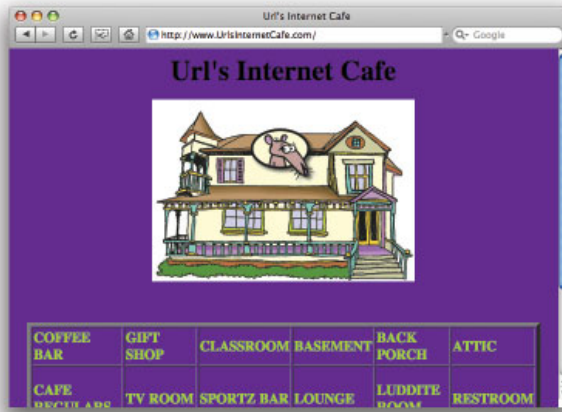 Url's Internet Cafe
http://www.UrlsInternetCafe.com/
Google
Url's Internet Cafe
COFFEE BAR
GIFT SHOP
CLASSROOM
BASEMENT
BACK PORCH
ATTIC
CAFE REGULARS
TV ROOM
SPORTZ BAR
LOUNGE
LUDDITE ROOM
RESTROOM